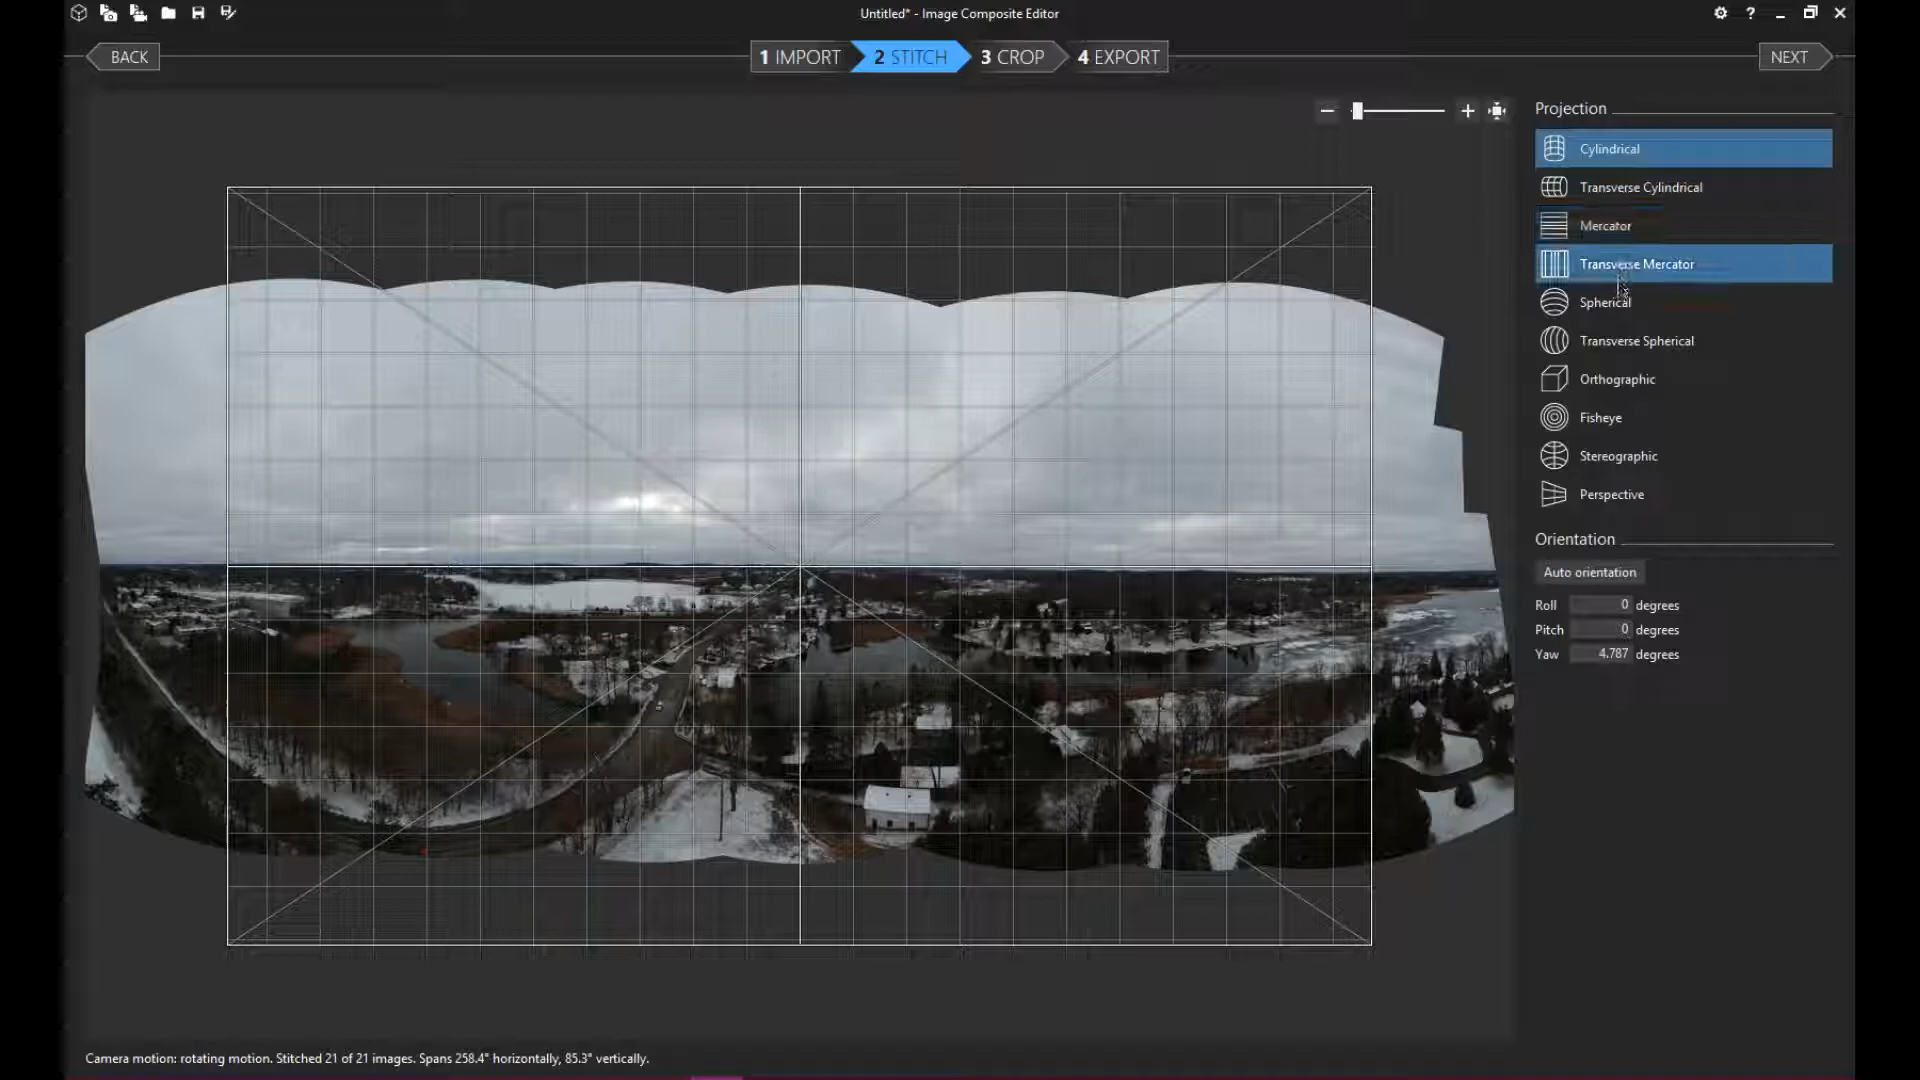 Untitled* - Image Composite Editor
?
BACK
1 IMPORT
2 STITCH
3 CROP
4 EXPORT
NEXT
Projection
Cylindrical
Transverse Cylindrical
Mercator
Transverse Mercator
Spherical
Transverse Spherical
Orthographic
Fisheye
Stereographic
Perspective
Orientation
Auto orientation
Roll 0 degrees
Pitch 0 degrees
Yaw 4.787 degrees
Camera motion: rotating motion. Stitched 21 of 21 images. Spans 258.4° horizontally, 85.3° vertically.